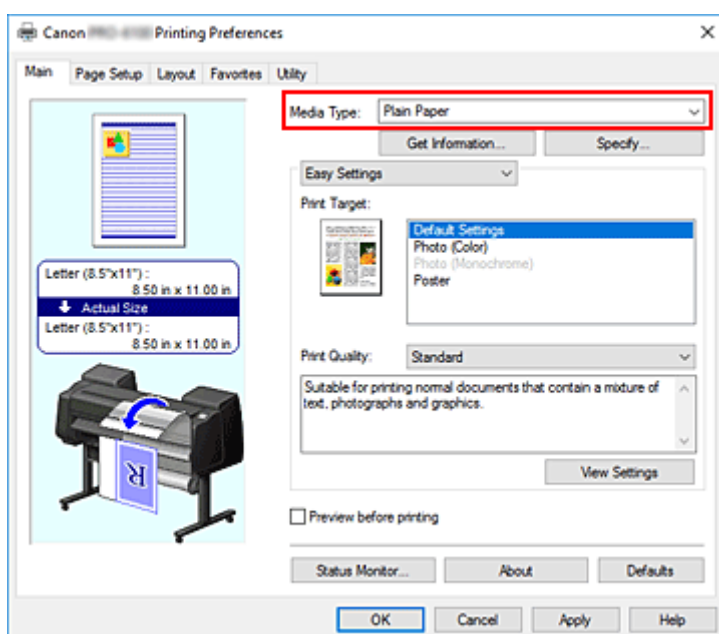 Canon Printing Preferences
Main Page Setup Layout Favorites Utility
Media Type: Plain Paper
Get Information... Specify...
Easy Settings
Print Target:
Default Settings
Photo (Color)
Photo (Monochrome)
Poster
Letter (8.5"x11") :
8.50 in x 11.00 in
Actual Size
Letter (8.5"x11") :
8.50 in x 11.00 in
Print Quality: Standard
Suitable for printing normal documents that contain a mixture of
text, photographs and graphics.
View Settings
R
Preview before printing
Status Monitor... About Defaults
OK Cancel Apply Help